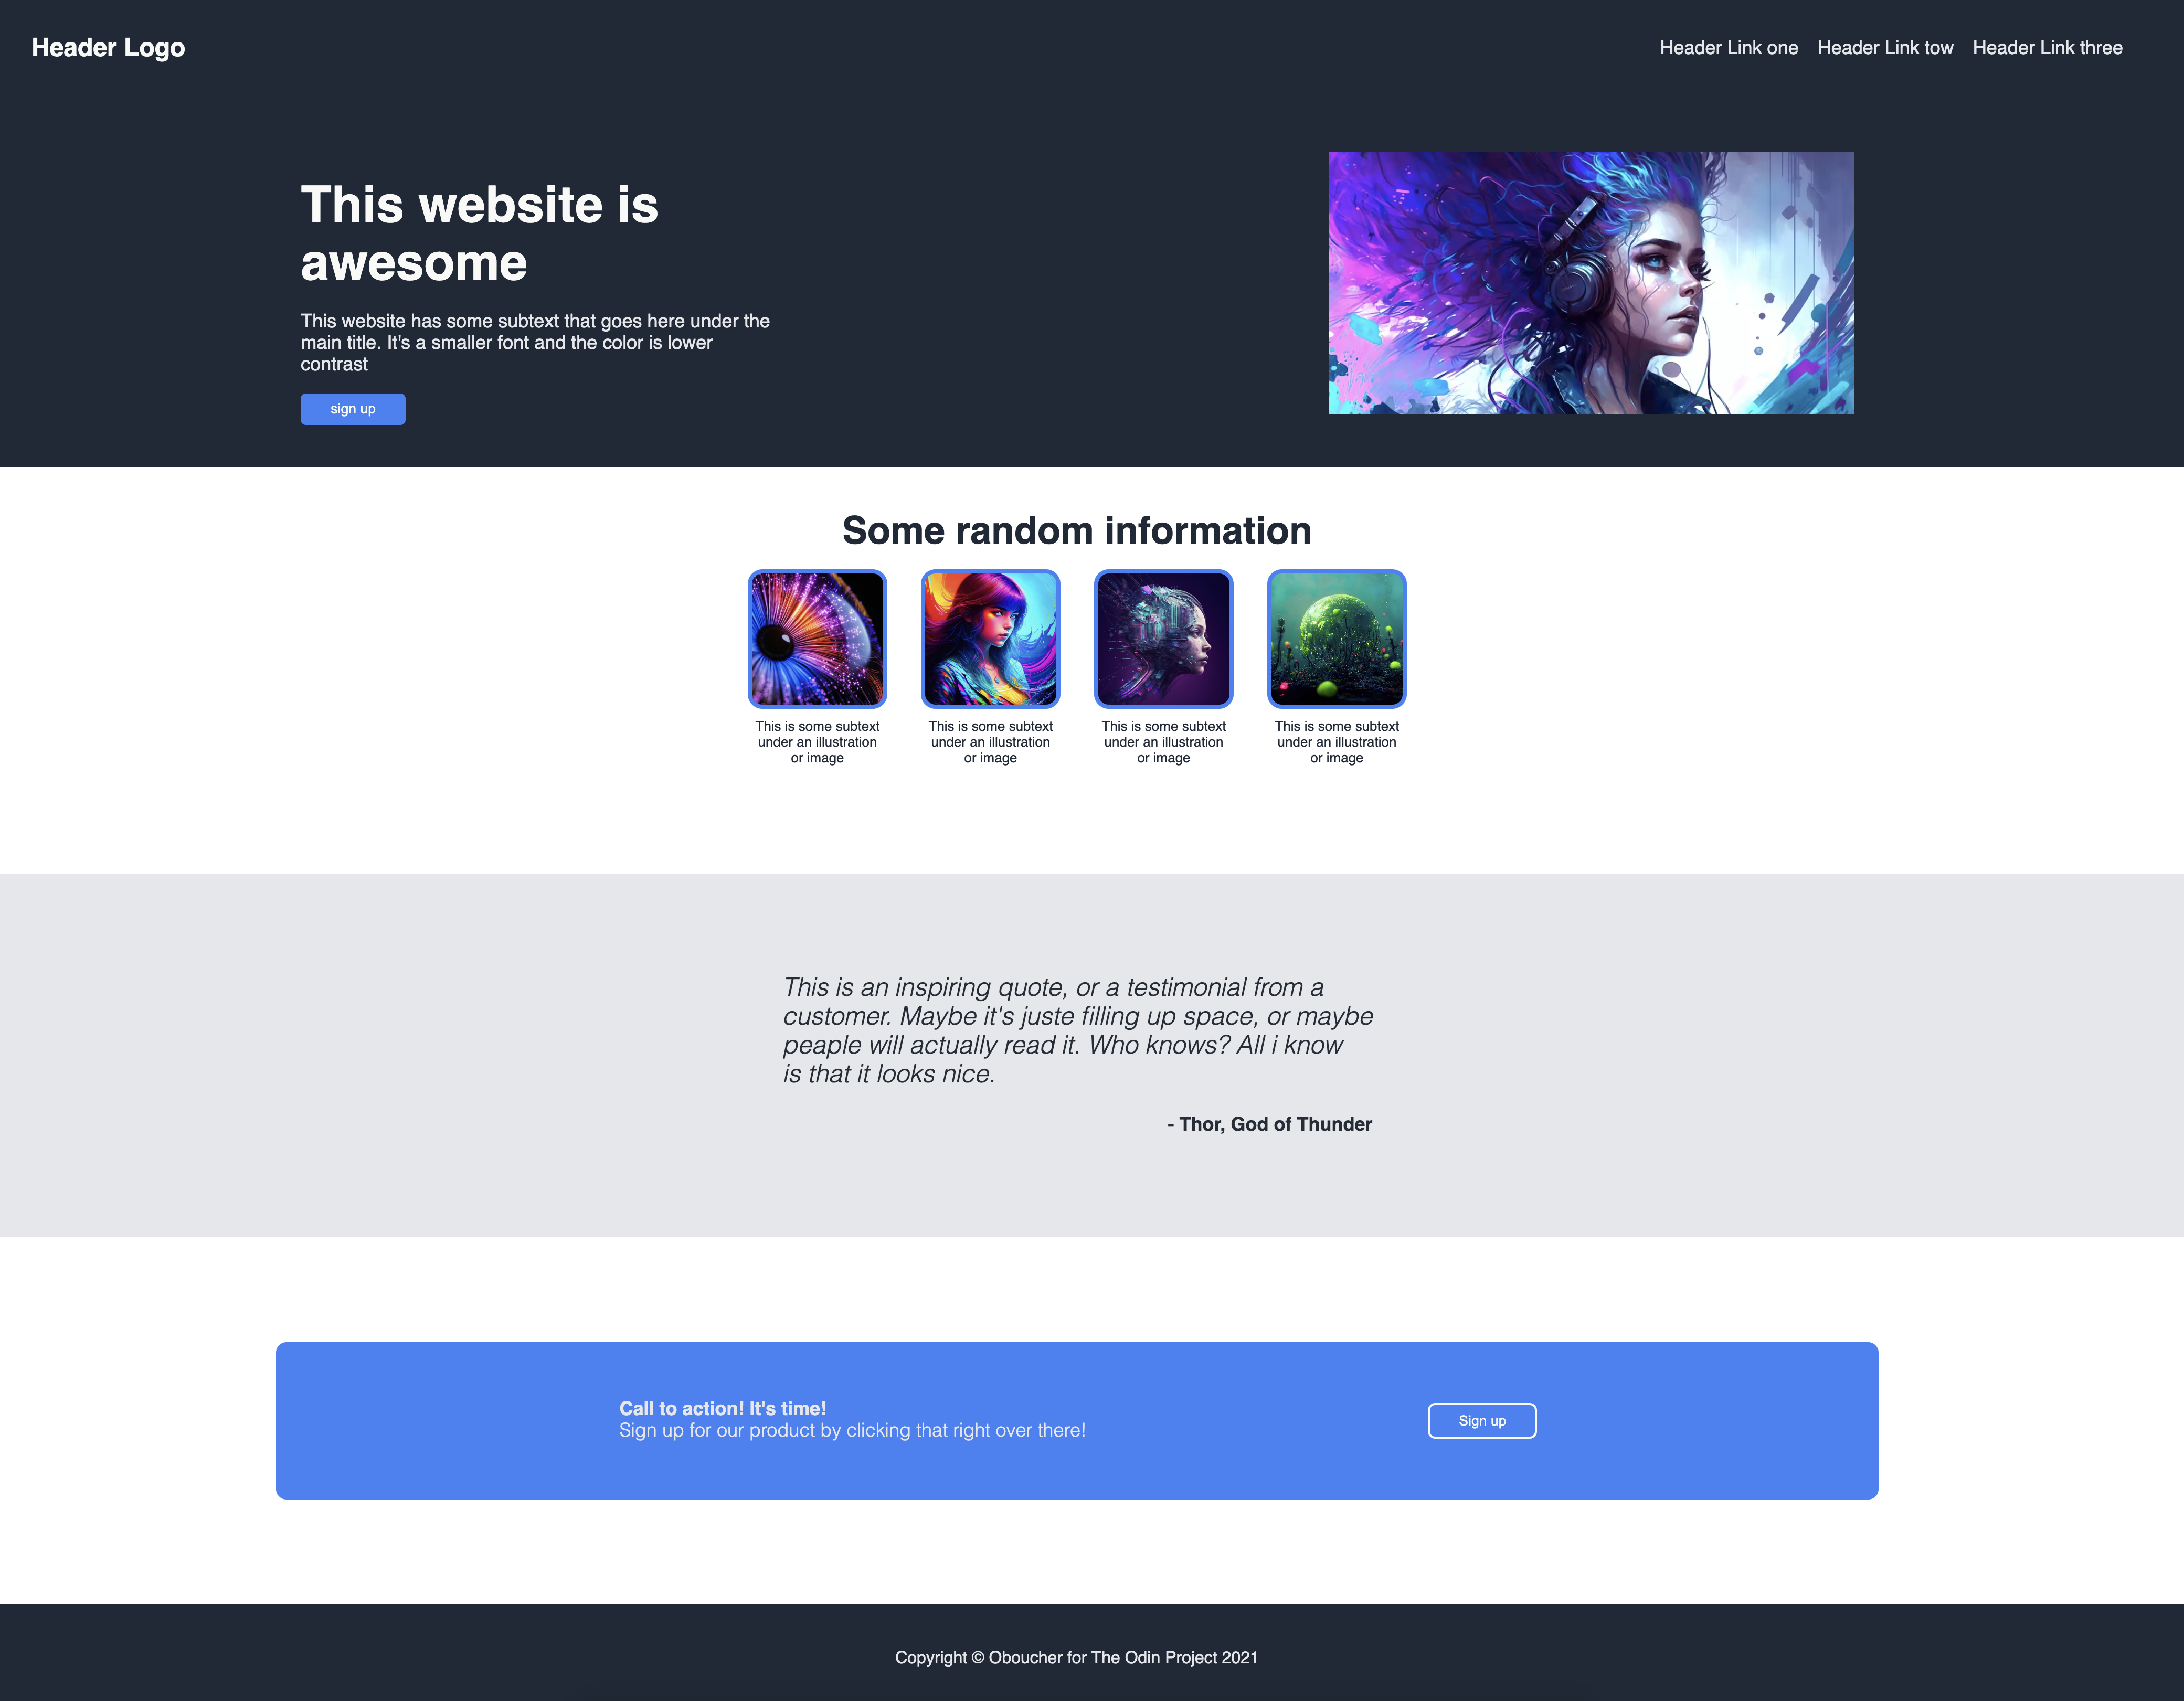 Header Logo
Header Link one Header Link tow Header Link three
This website is
awesome
This website has some subtext that goes here under the
main title. It's a smaller font and the color is lower
contrast
sign up
Some random information
This is some subtext
under an illustration
or image
This is some subtext
under an illustration
or image
This is some subtext
under an illustration
or image
This is some subtext
under an illustration
or image
This is an inspiring quote, or a testimonial from a
customer. Maybe it's juste filling up space, or maybe
peaple will actually read it. Who knows? All i know
is that it looks nice.
- Thor, God of Thunder
Call to action! It's time!
Sign up for our product by clicking that right over there!
Sign up
Copyright © Oboucher for The Odin Project 2021